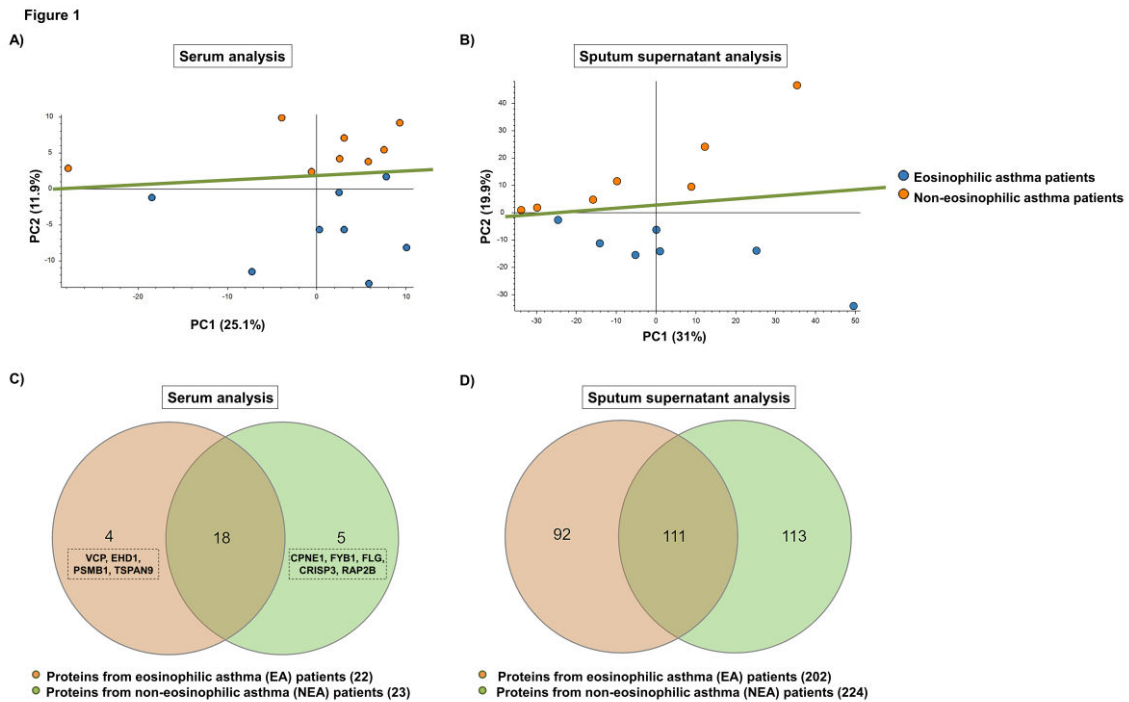 Figure 1
A)
Serum analysis
10
5
0
-5
-10
-20
0
10
PC2 (11.9%)
PC1 (25.1%)
B)
Sputum supernatant analysis
40
30
20
10
0
-10
-20
-30
-30
-20
-10
0
10
20
30
40
50
PC2 (19.9%)
PC1 (31%)
Eosinophilic asthma patients
Non-eosinophilic asthma patients
C)
Serum analysis
4
VCP, EHD1,
PSMB1, TSPAN9
18
5
CPNE1, FYB1, FLG,
CRISP3, RAP2B
Proteins from eosinophilic asthma (EA) patients (22)
Proteins from non-eosinophilic asthma (NEA) patients (23)
D)
Sputum supernatant analysis
92
111
113
Proteins from eosinophilic asthma (EA) patients (202)
Proteins from non-eosinophilic asthma (NEA) patients (224)